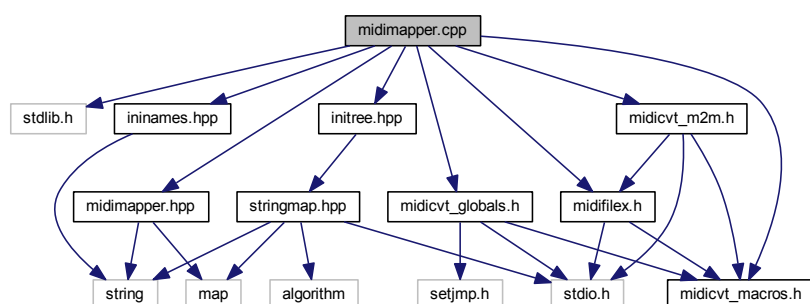 midimapper.cpp
stdlib.h
ininames.hpp
initree.hpp
midicvt_m2m.h
midimapper.hpp
stringmap.hpp
midicvt_globals.h
midifilex.h
string
map
algorithm
setjmp.h
stdio.h
midicvt_macros.h